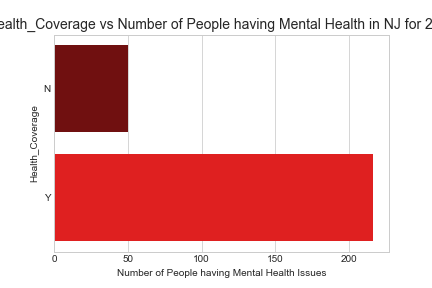 ealth_Coverage vs Number of People having Mental Health in NJ for 2
N
Health_Coverage
Y
0 50 100 150 200
Number of People having Mental Health Issues